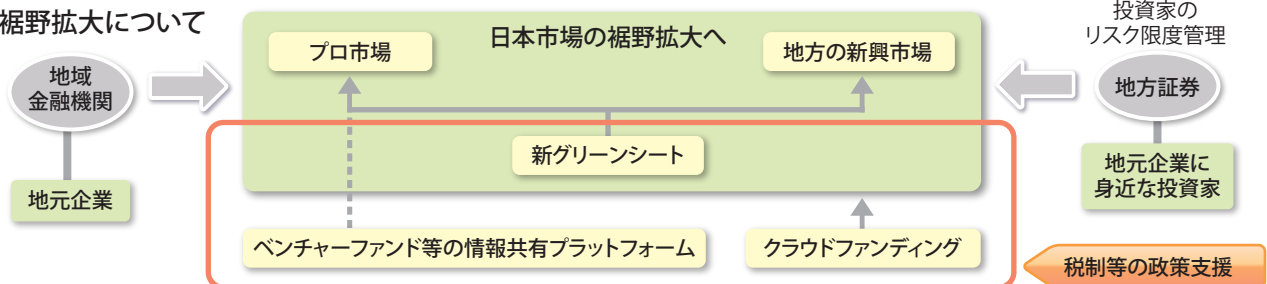 裾野拡大について
投資家の
リスク限度管理
日本市場の裾野拡大へ
プロ市場
地方の新興市場
地域
金融機関
地方証券
新グリーンシート
地元企業
地元企業に
身近な投資家
ベンチャーファンド等の情報共有プラットフォーム
クラウドファンディング
税制等の政策支援